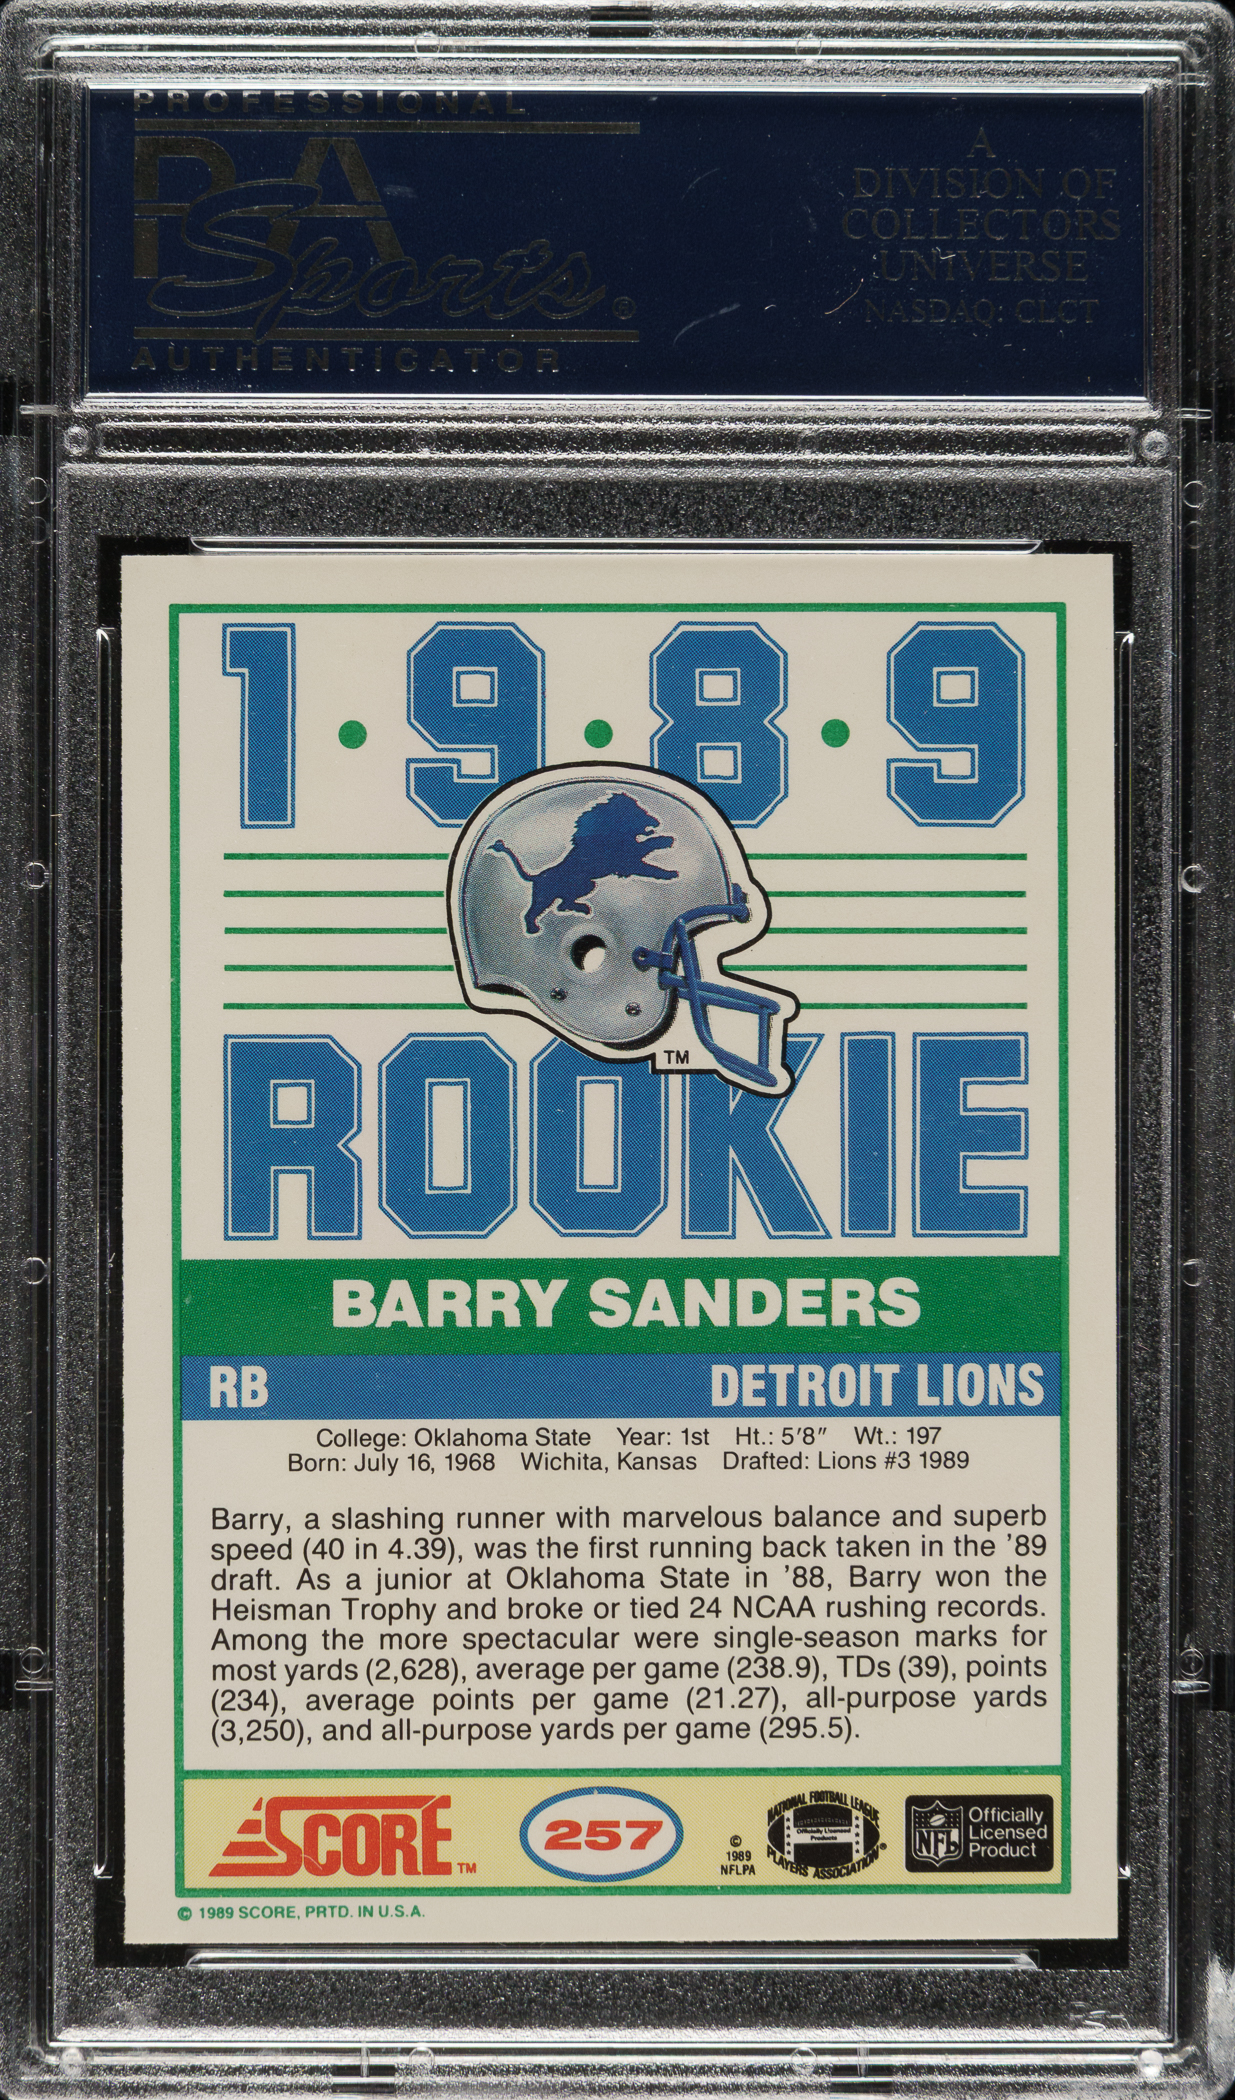 PROFESSIONAL
PSA
Sports®
AUTHENTICATOR
A
DIVISION OF
COLLECTORS
UNIVERSE
NASDAQ: CLCT
1•9•8•9
TM
ROOKIE
BARRY SANDERS
RB DETROIT LIONS
College: Oklahoma State Year: 1st Ht.: 5'8" Wt.: 197
Born: July 16, 1968 Wichita, Kansas Drafted: Lions #3 1989
Barry, a slashing runner with marvelous balance and superb
speed (40 in 4.39), was the first running back taken in the '89
draft. As a junior at Oklahoma State in '88, Barry won the
Heisman Trophy and broke or tied 24 NCAA rushing records.
Among the more spectacular were single-season marks for
most yards (2,628), average per game (238.9), TDs (39), points
(234), average points per game (21.27), all-purpose yards
(3,250), and all-purpose yards per game (295.5).
SCORE™
257
©
1989
NFLPA
NATIONAL FOOTBALL LEAGUE
Officially Licensed
Products
PLAYERS ASSOCIATION®
NFL
Officially
Licensed
Product
© 1989 SCORE, PRTD. IN U.S.A.